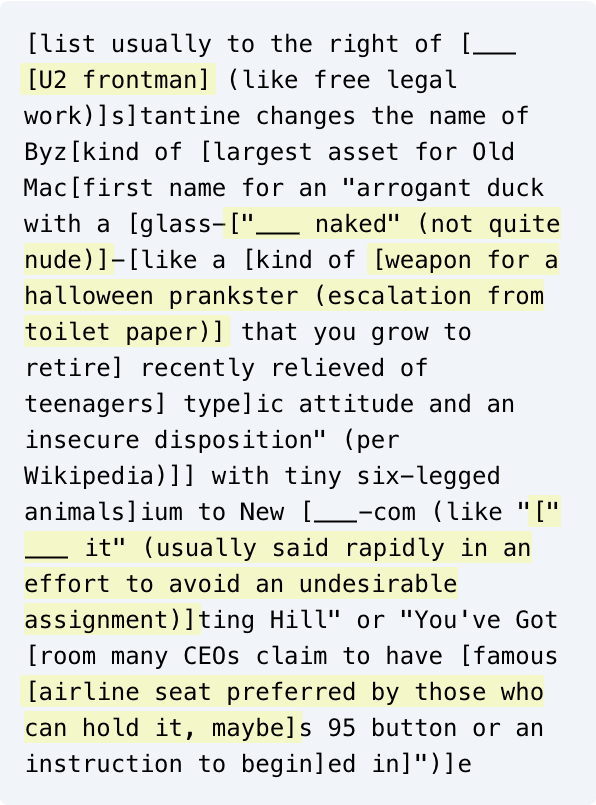 [list usually to the right of [___
[U2 frontman] (like free legal
work)]s]tantine changes the name of
Byz[kind of [largest asset for Old
Mac[first name for an "arrogant duck
with a [glass-["___ naked" (not quite
nude)]-[like a [kind of [weapon for a
halloween prankster (escalation from
toilet paper)] that you grow to
retire] recently relieved of
teenagers] type]ic attitude and an
insecure disposition" (per
Wikipedia)]] with tiny six-legged
animals]ium to New [___-com (like "["
___ it" (usually said rapidly in an
effort to avoid an undesirable
assignment)]ting Hill" or "You've Got
[room many CEOs claim to have [famous
[airline seat preferred by those who
can hold it, maybe]s 95 button or an
instruction to begin]ed in]")]e